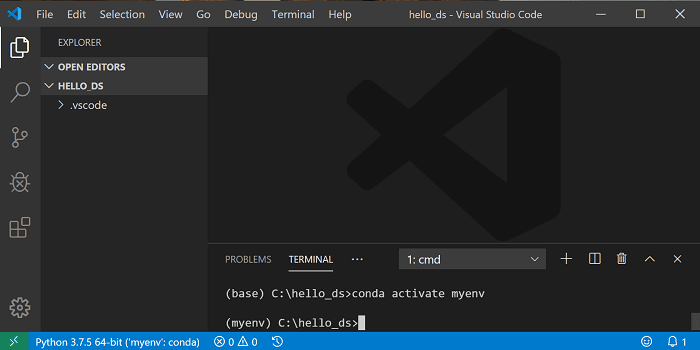 File Edit Selection View Go Debug Terminal Help hello_ds - Visual Studio Code
EXPLORER
OPEN EDITORS
HELLO_DS
.vscode
PROBLEMS TERMINAL ··· 1: cmd
(base) C:\hello_ds>conda activate myenv
(myenv) C:\hello_ds>
Python 3.7.5 64-bit ('myenv': conda) 0 0 1